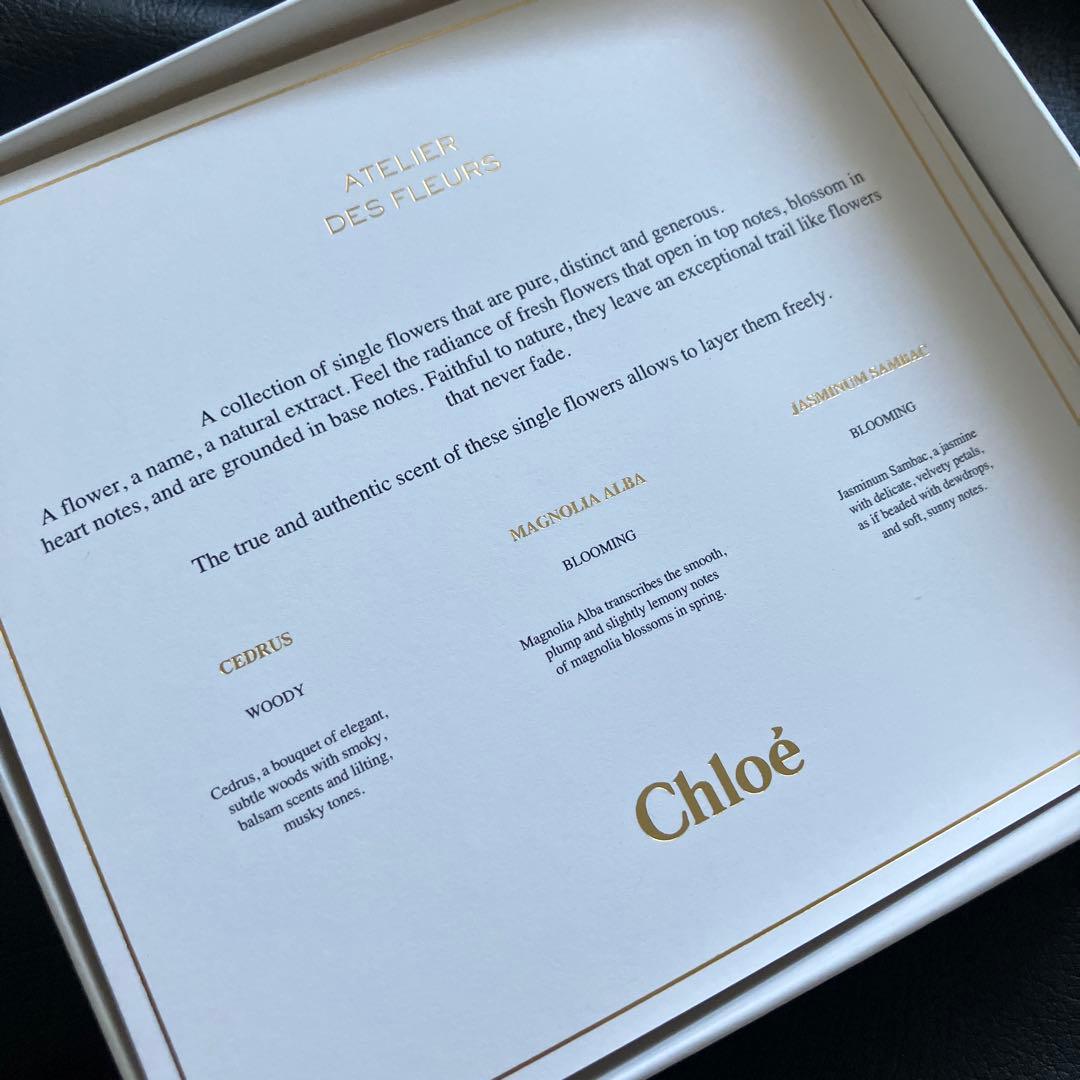 ATELIER
DES FLEURS
A collection of single flowers that are pure, distinct and generous.
A flower, a name, a natural extract. Feel the radiance of fresh flowers that open in top notes, blossom in
heart notes, and are grounded in base notes. Faithful to nature, they leave an exceptional trail like flowers
that never fade.
The true and authentic scent of these single flowers allows to layer them freely.
CEDRUS
WOODY
Cedrus, a bouquet of elegant,
subtle woods with smoky,
balsam scents and lilting,
musky tones.
MAGNOLIA ALBA
BLOOMING
Magnolia Alba transcribes the smooth,
plump and slightly lemony notes
of magnolia blossoms in spring.
JASMINUM SAMBAC
BLOOMING
Jasminum Sambac, a jasmine
with delicate, velvety petals,
as if beaded with dewdrops,
and soft, sunny notes.
Chloé